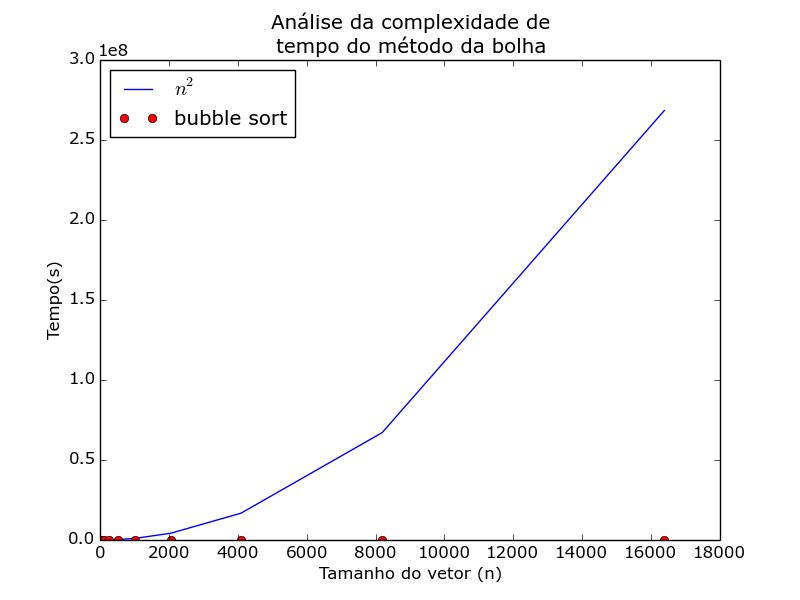 Análise da complexidade de
tempo do método da bolha
1e8
n²
bubble sort
3.0
2.5
2.0
1.5
1.0
0.5
0.0
Tempo(s)
0 2000 4000 6000 8000 10000 12000 14000 16000 18000
Tamanho do vetor (n)